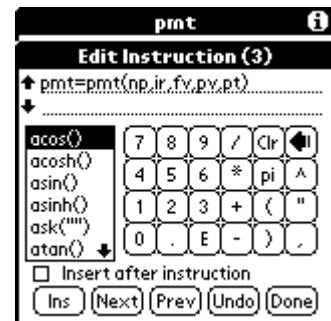 pmt i
Edit Instruction (3)
pmt=pmt(np,ir,fv,pv,pt)
acos() 7 8 9 / Clr
acosh() 4 5 6 * pi ^
asin() 1 2 3 + ( "
asinh() 0 . E - ) ,
ask("")
atan()
Insert after instruction
Ins Next Prev Undo Done